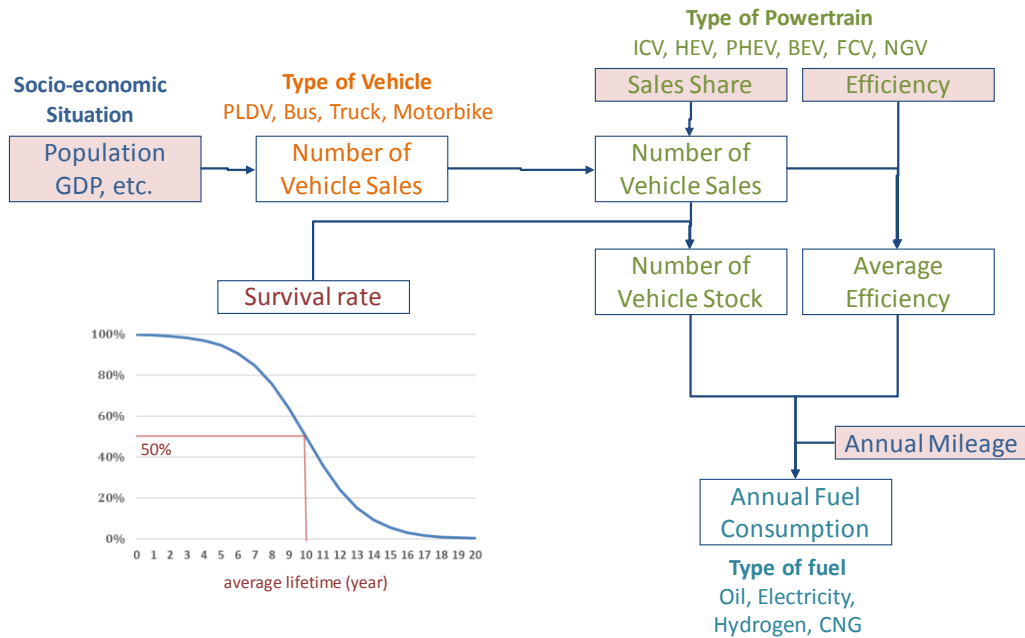 Type of Powertrain
ICV, HEV, PHEV, BEV, FCV, NGV
Socio-economic
Situation
Type of Vehicle
PLDV, Bus, Truck, Motorbike
Sales Share
Efficiency
Population
GDP, etc.
Number of
Vehicle Sales
Number of
Vehicle Sales
Survival rate
Number of
Vehicle Stock
Average
Efficiency
100%
80%
60%
40%
20%
0%
50%
0 1 2 3 4 5 6 7 8 9 10 11 12 13 14 15 16 17 18 19 20
average lifetime (year)
Annual Mileage
Annual Fuel
Consumption
Type of fuel
Oil, Electricity,
Hydrogen, CNG